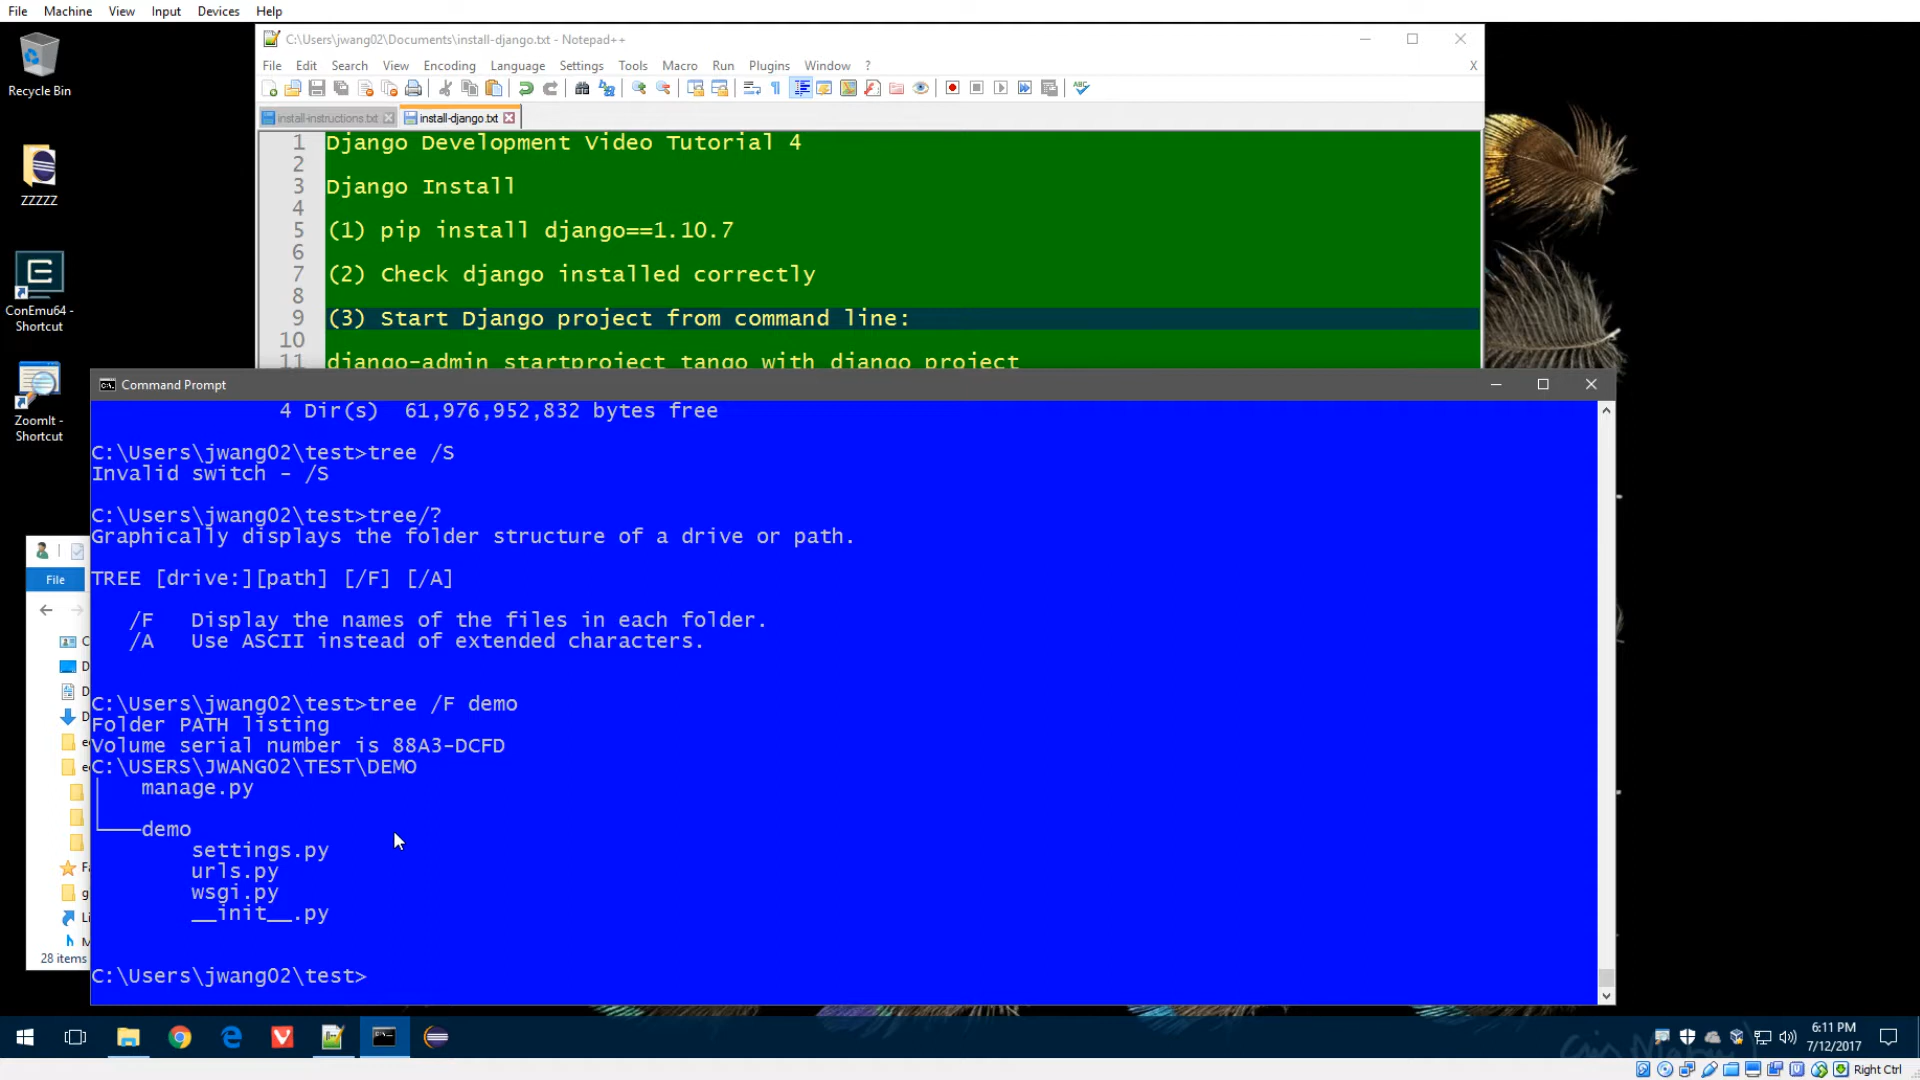 File Machine View Input Devices Help
Recycle Bin
ZZZZZ
ConEmu64 -
Shortcut
ZoomIt -
Shortcut
C:\Users\jwang02\Documents\install-django.txt - Notepad++
File Edit Search View Encoding Language Settings Tools Macro Run Plugins Window ? X
install-instructions.txt install-django.txt
1 Django Development Video Tutorial 4
2
3 Django Install
4
5 (1) pip install django==1.10.7
6
7 (2) Check django installed correctly
8
9 (3) Start Django project from command line:
10
11 django-admin startproject tango_with_django_project
Command Prompt
4 Dir(s) 61,976,952,832 bytes free
C:\Users\jwang02\test>tree /S
Invalid switch - /S
C:\Users\jwang02\test>tree/?
Graphically displays the folder structure of a drive or path.
TREE [drive:][path] [/F] [/A]
/F Display the names of the files in each folder.
/A Use ASCII instead of extended characters.
C:\Users\jwang02\test>tree /F demo
Folder PATH listing
Volume serial number is 88A3-DCFD
C:\USERS\JWANG02\TEST\DEMO
manage.py
demo
settings.py
urls.py
wsgi.py
__init__.py
C:\Users\jwang02\test>
File
28 items
6:11 PM
7/12/2017
Right Ctrl